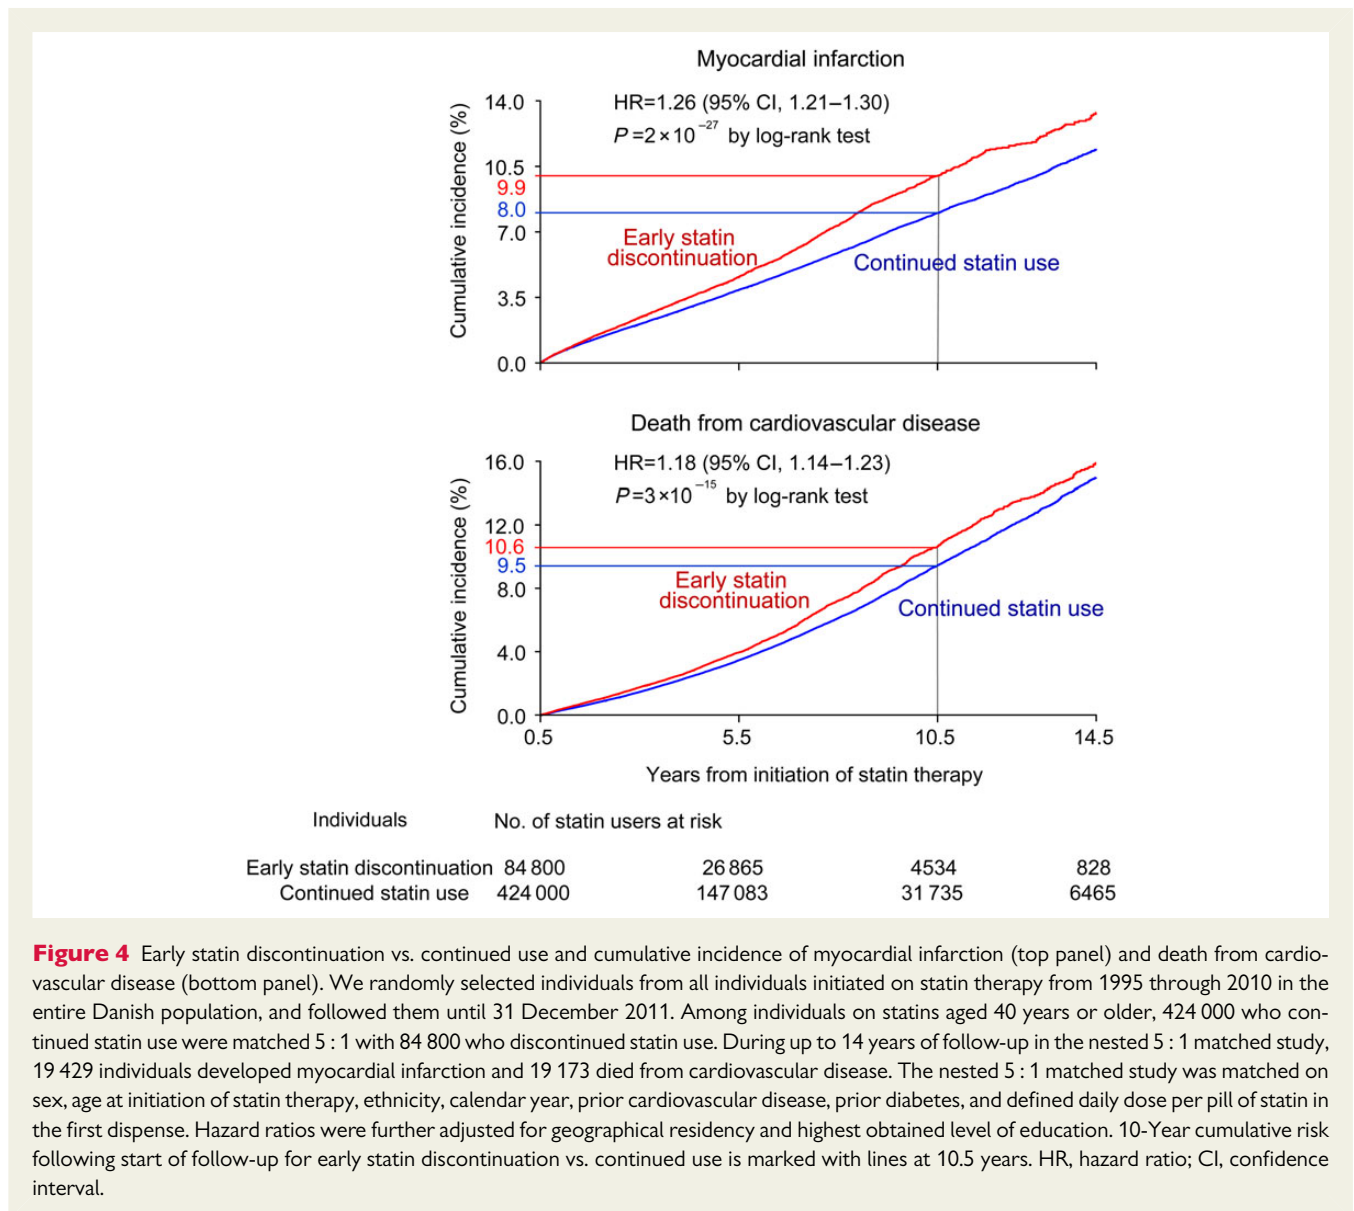 Myocardial infarction
Cumulative incidence (%)
14.0
10.5
9.9
8.0
7.0
3.5
0.0
HR=1.26 (95% CI, 1.21–1.30)
P=2×10⁻²⁷ by log-rank test
Early statin
discontinuation
Continued statin use
Death from cardiovascular disease
Cumulative incidence (%)
16.0
12.0
10.6
9.5
8.0
4.0
0.0
HR=1.18 (95% CI, 1.14–1.23)
P=3×10⁻¹⁵ by log-rank test
Early statin
discontinuation
Continued statin use
0.5 5.5 10.5 14.5
Years from initiation of statin therapy
Individuals No. of statin users at risk
Early statin discontinuation 84 800 26 865 4534 828
Continued statin use 424 000 147 083 31 735 6465
Figure 4 Early statin discontinuation vs. continued use and cumulative incidence of myocardial infarction (top panel) and death from cardio-
vascular disease (bottom panel). We randomly selected individuals from all individuals initiated on statin therapy from 1995 through 2010 in the
entire Danish population, and followed them until 31 December 2011. Among individuals on statins aged 40 years or older, 424 000 who con-
tinued statin use were matched 5 : 1 with 84 800 who discontinued statin use. During up to 14 years of follow-up in the nested 5 : 1 matched study,
19 429 individuals developed myocardial infarction and 19 173 died from cardiovascular disease. The nested 5 : 1 matched study was matched on
sex, age at initiation of statin therapy, ethnicity, calendar year, prior cardiovascular disease, prior diabetes, and defined daily dose per pill of statin in
the first dispense. Hazard ratios were further adjusted for geographical residency and highest obtained level of education. 10-Year cumulative risk
following start of follow-up for early statin discontinuation vs. continued use is marked with lines at 10.5 years. HR, hazard ratio; CI, confidence
interval.